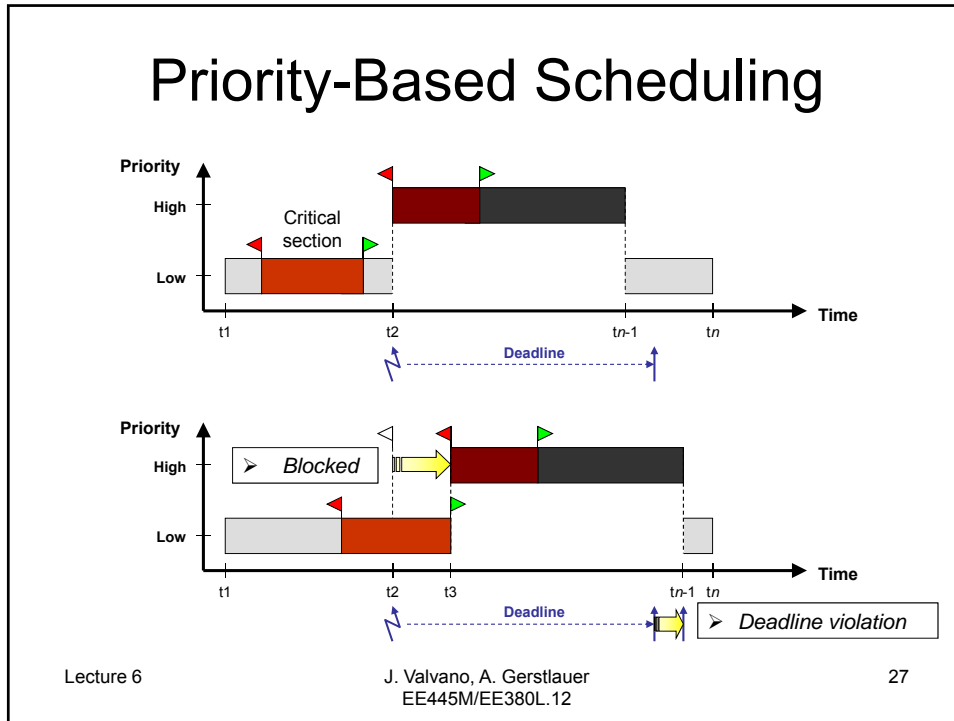 Priority-Based Scheduling
Priority
High
Critical
section
Low
t1
t2
tn-1
tn
Time
Deadline
Priority
High
➢ Blocked
Low
t1
t2
t3
tn-1
tn
Time
Deadline
➢ Deadline violation
Lecture 6
J. Valvano, A. Gerstlauer
EE445M/EE380L.12
27